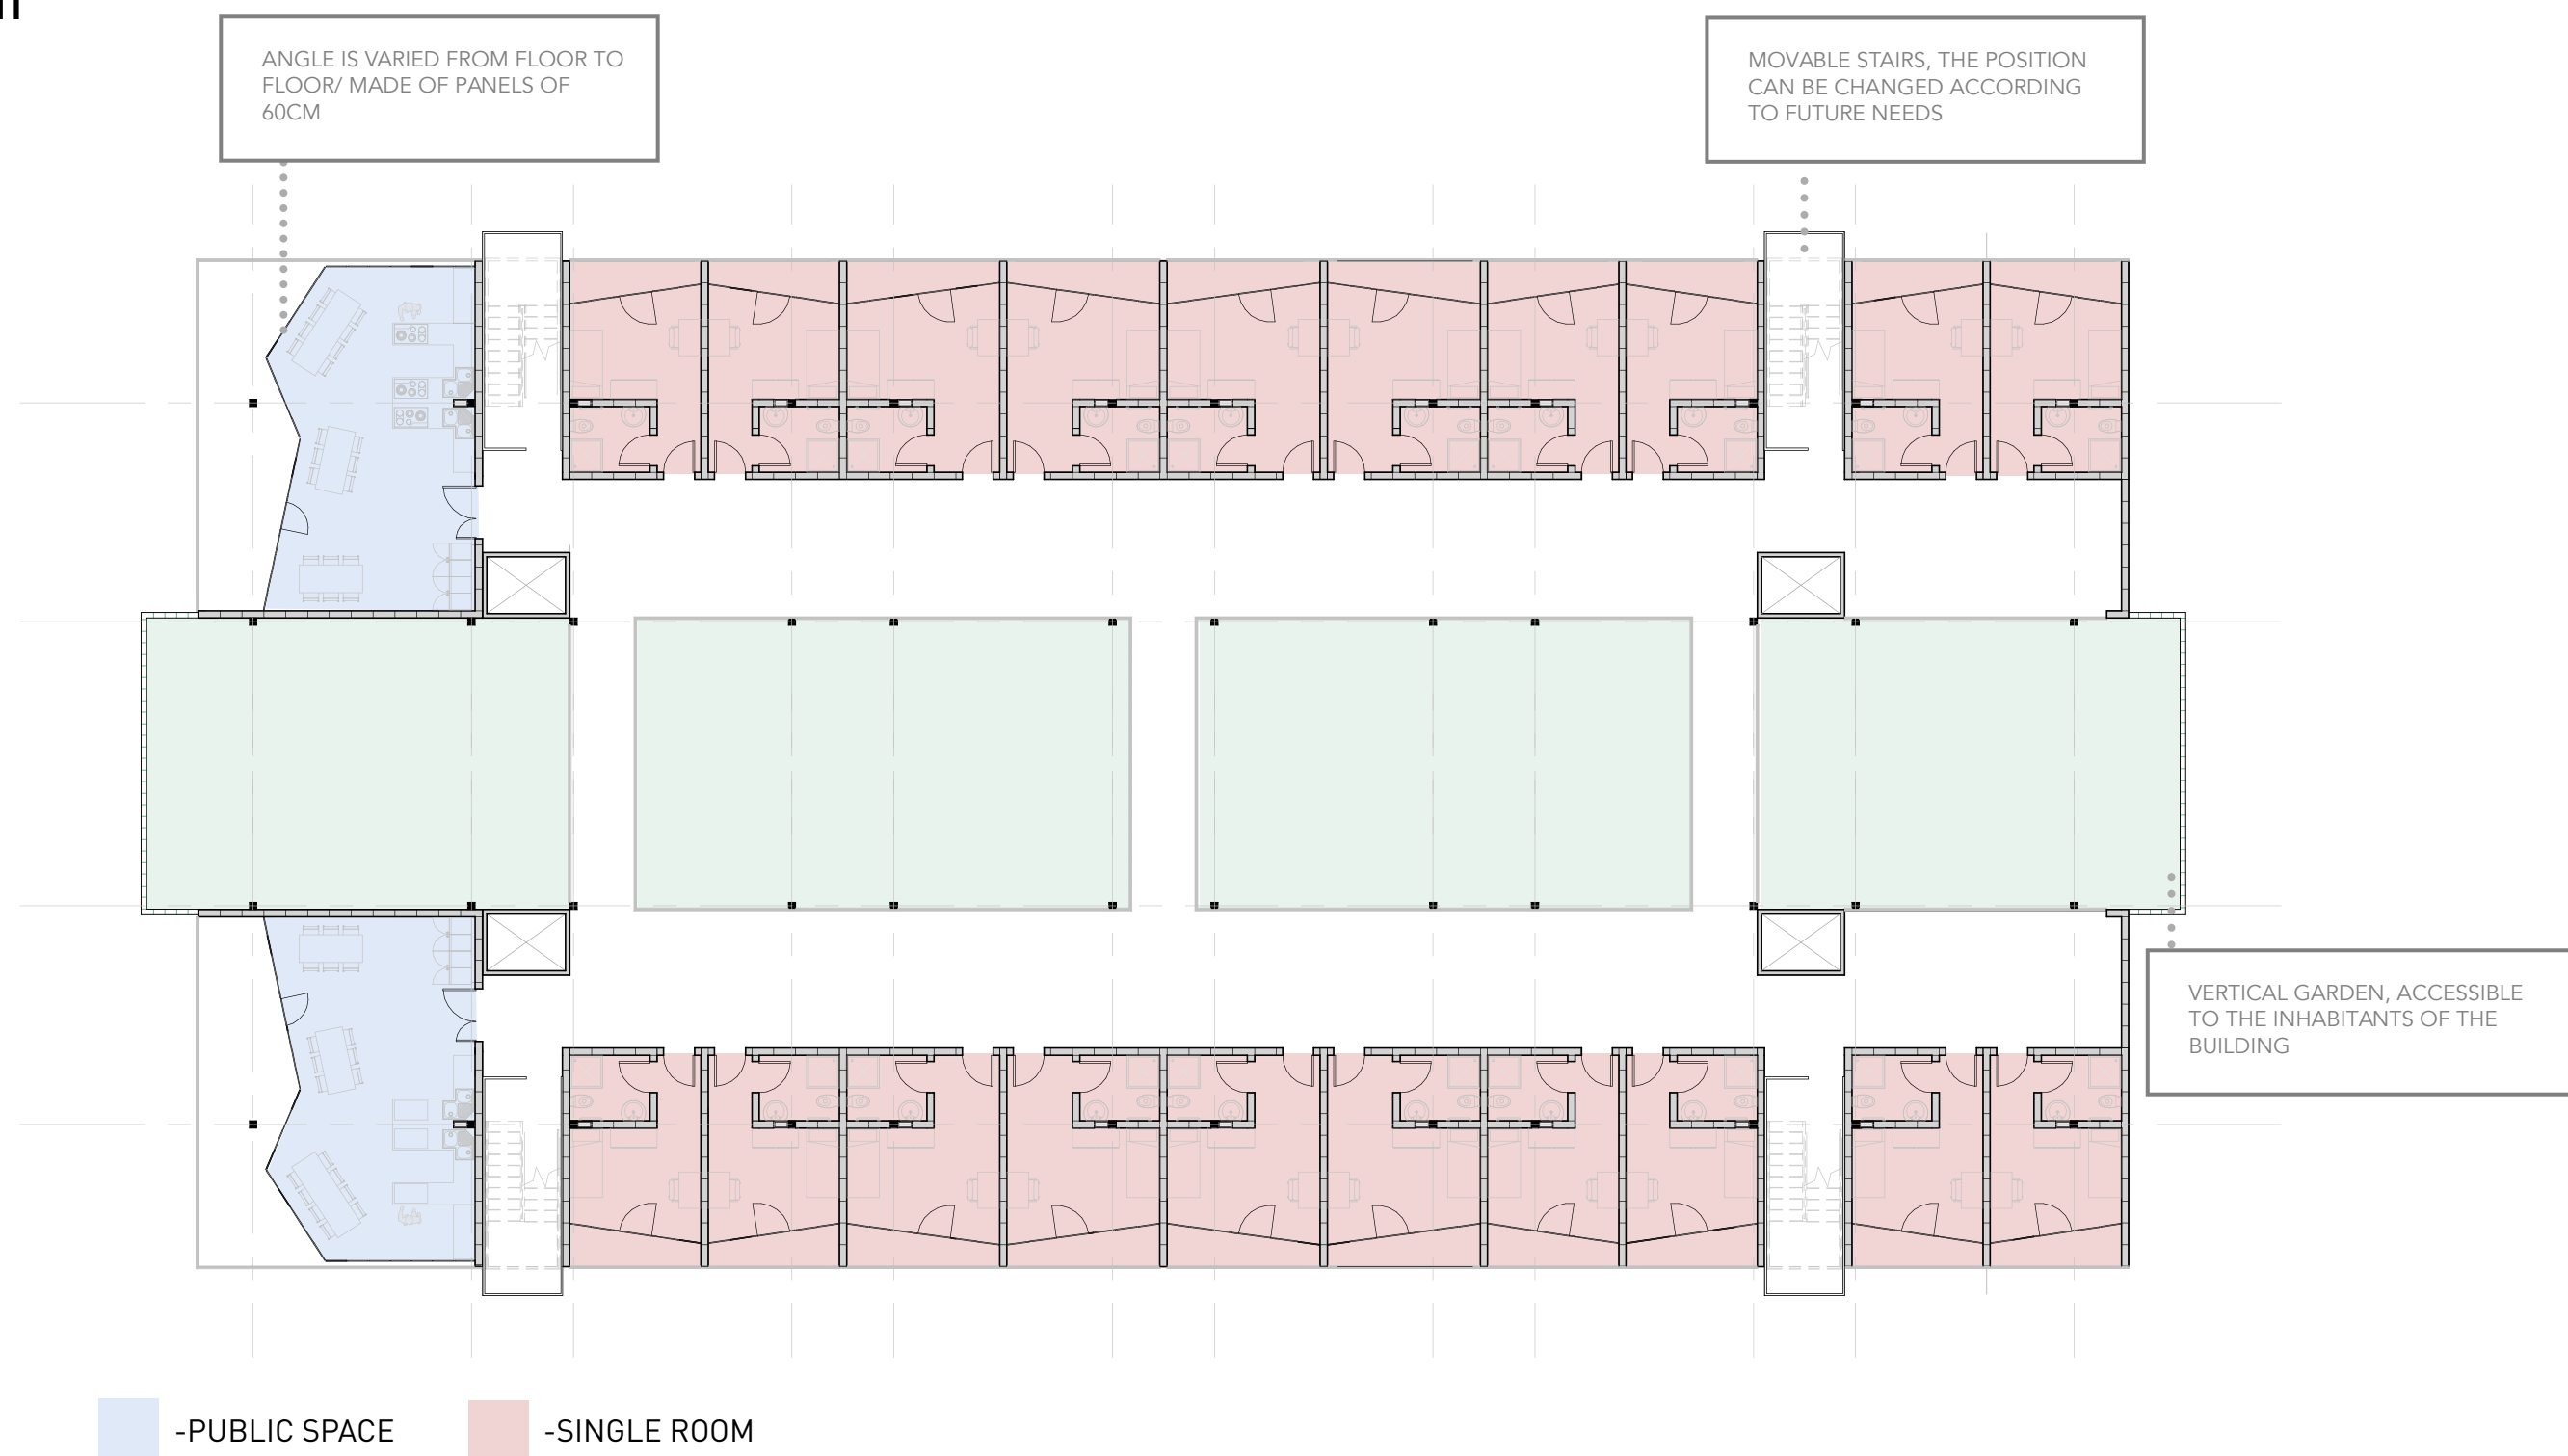 ANGLE IS VARIED FROM FLOOR TO
FLOOR/ MADE OF PANELS OF
60CM
MOVABLE STAIRS, THE POSITION
CAN BE CHANGED ACCORDING
TO FUTURE NEEDS
VERTICAL GARDEN, ACCESSIBLE
TO THE INHABITANTS OF THE
BUILDING
-PUBLIC SPACE
-SINGLE ROOM